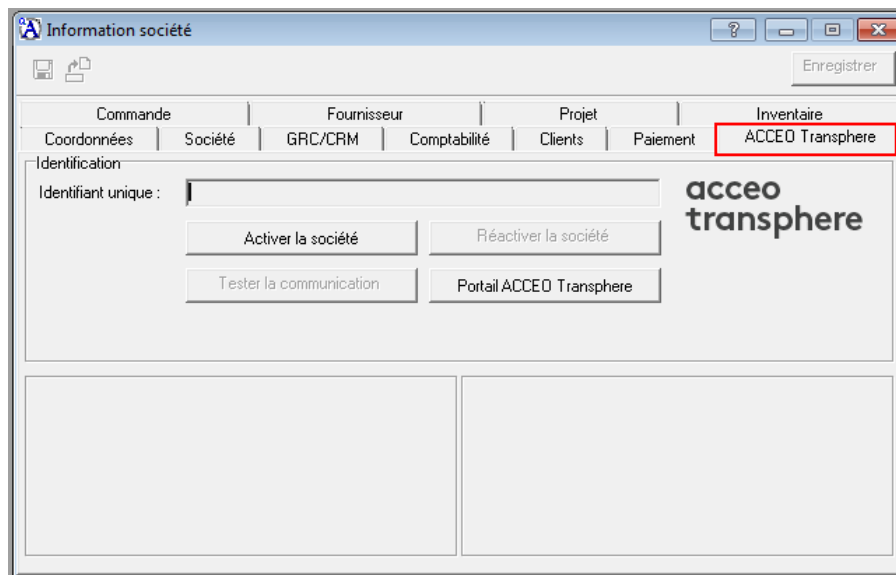 Information société
Enregistrer
Commande Fournisseur Projet Inventaire
Coordonnées Société GRC/CRM Comptabilité Clients Paiement ACCEO Transphere
Identification
Identifiant unique :
acceo
transphere
Activer la société Réactiver la société
Tester la communication Portail ACCEO Transphere